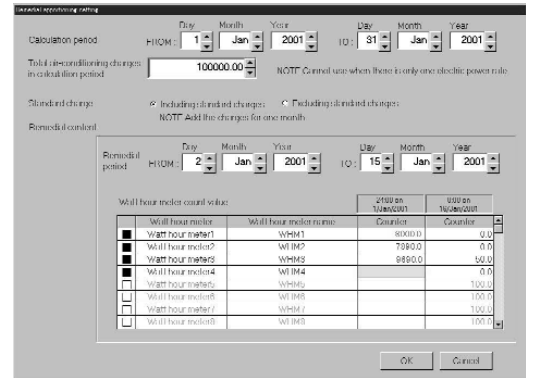 Remedial apportioning setting
Day Month Year Day Month Year
Calculation period FROM : 1 Jan 2001 TO : 31 Jan 2001
Total air-conditioning charges 100000.00 NOTE Cannot use when there is only one electric power rate
in calculation period
Standard charge Including standard charges Excluding standard charges
NOTE Add the charges for one month
Remedial content
Day Month Year Day Month Year
Remedial FROM : 2 Jan 2001 TO : 15 Jan 2001
period
Watt hour meter count value 24:00 on 0:00 on
1/Jan/2001 16/Jan/2001
Watt hour meter Watt hour meter name Counter Counter
Watt hour meter1 WHM1 8000.0 0.0
Watt hour meter2 WHM2 7890.0 0.0
Watt hour meter3 WHM3 9890.0 50.0
Watt hour meter4 WHM4 0.0
Watt hour meter5 WHM5 100.0
Watt hour meter6 WHM6 100.0
Watt hour meter7 WHM7 100.0
Watt hour meter8 WHM8 100.0
OK Cancel